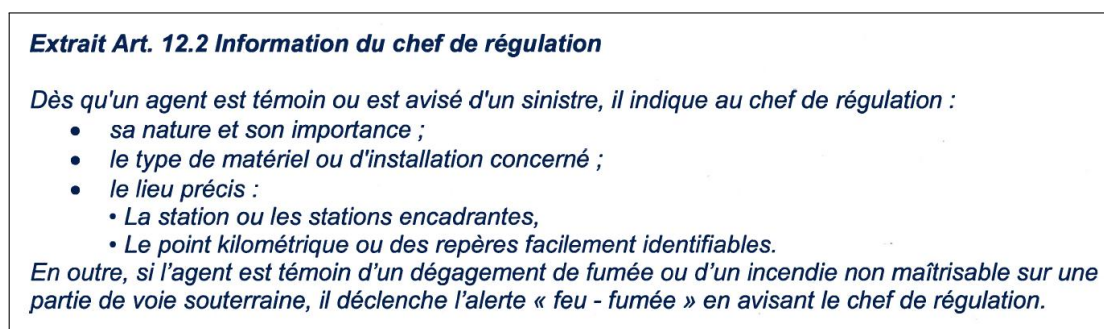 Extrait Art. 12.2 Information du chef de régulation
Dès qu'un agent est témoin ou est avisé d'un sinistre, il indique au chef de régulation :
• sa nature et son importance ;
• le type de matériel ou d'installation concerné ;
• le lieu précis :
• La station ou les stations encadrantes,
• Le point kilométrique ou des repères facilement identifiables.
En outre, si l'agent est témoin d'un dégagement de fumée ou d'un incendie non maîtrisable sur une
partie de voie souterraine, il déclenche l'alerte « feu - fumée » en avisant le chef de régulation.